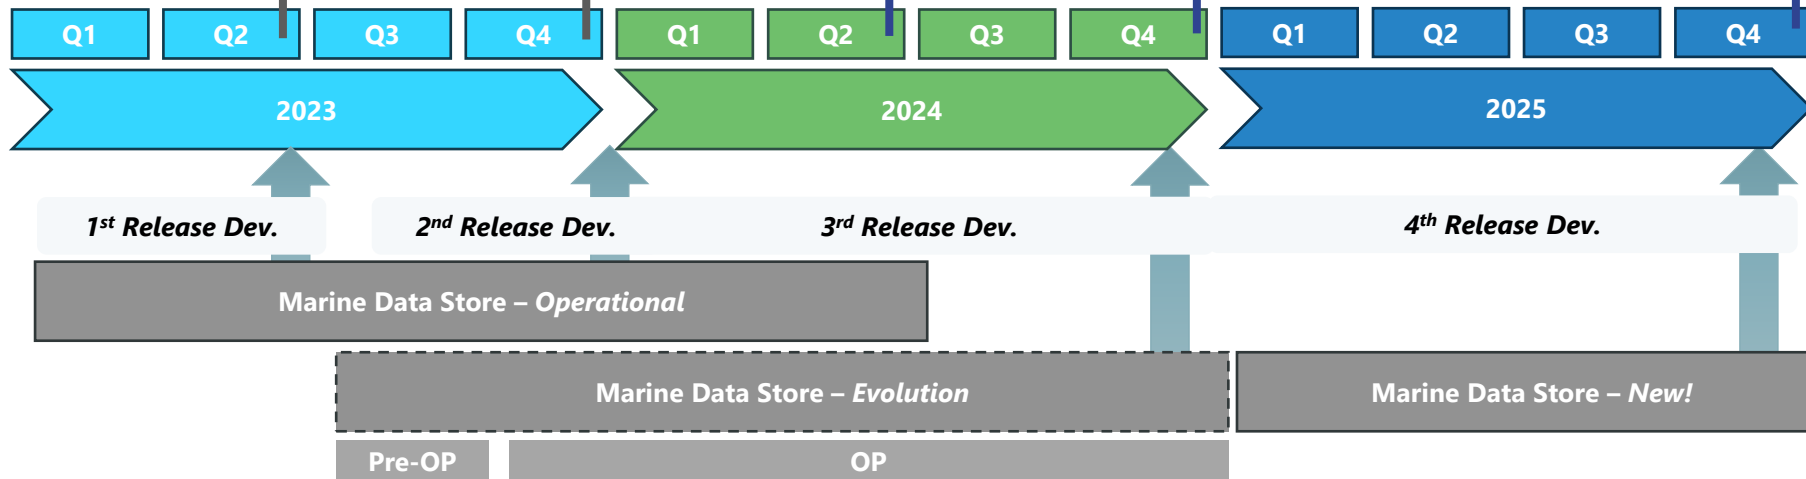 Q1 Q2 Q3 Q4 Q1 Q2 Q3 Q4 Q1 Q2 Q3 Q4
2023 2024 2025
1st Release Dev. 2nd Release Dev. 3rd Release Dev. 4th Release Dev.
Marine Data Store – Operational
Marine Data Store – Evolution Marine Data Store – New!
Pre-OP OP